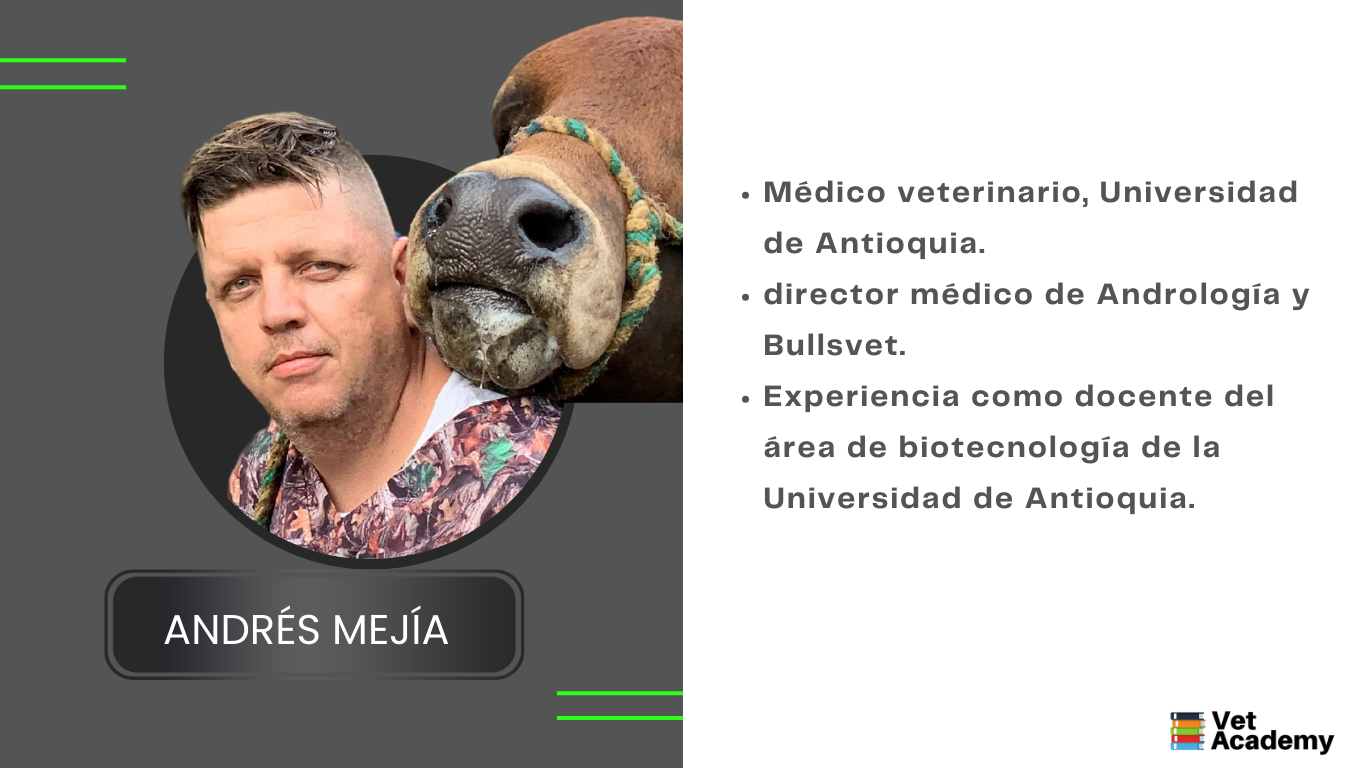 ANDRÉS MEJÍA
• Médico veterinario, Universidad
de Antioquia.
• director médico de Andrología y
Bullsvet.
• Experiencia como docente del
área de biotecnología de la
Universidad de Antioquia.
Vet
Academy